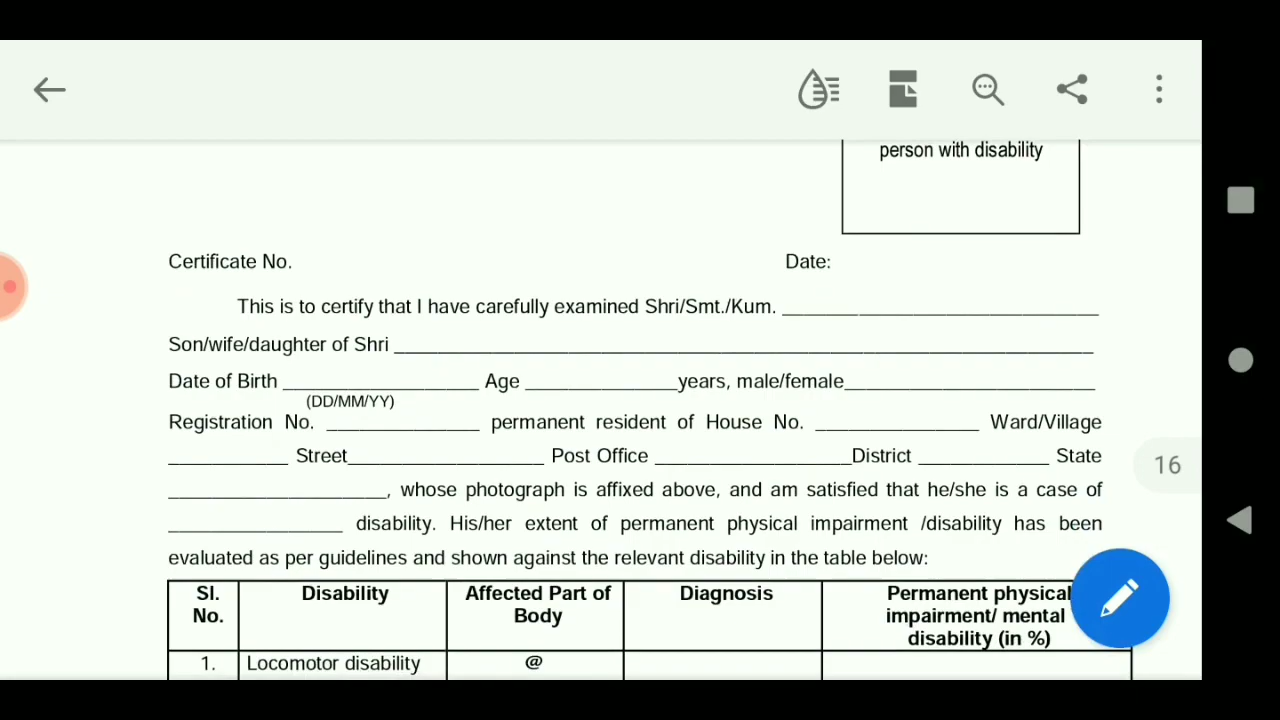 person with disability
Certificate No. Date:
This is to certify that I have carefully examined Shri/Smt./Kum. ____________________________
Son/wife/daughter of Shri ________________________________________________________________
Date of Birth __________________ Age ______________years, male/female_______________________
(DD/MM/YY)
Registration No. ______________ permanent resident of House No. _______________ Ward/Village
___________ Street__________________ Post Office __________________District ____________ State
____________________, whose photograph is affixed above, and am satisfied that he/she is a case of
________________ disability. His/her extent of permanent physical impairment /disability has been
evaluated as per guidelines and shown against the relevant disability in the table below:
Sl. No. Disability Affected Part of Body Diagnosis Permanent physical impairment/ mental disability (in %)
1. Locomotor disability @
16